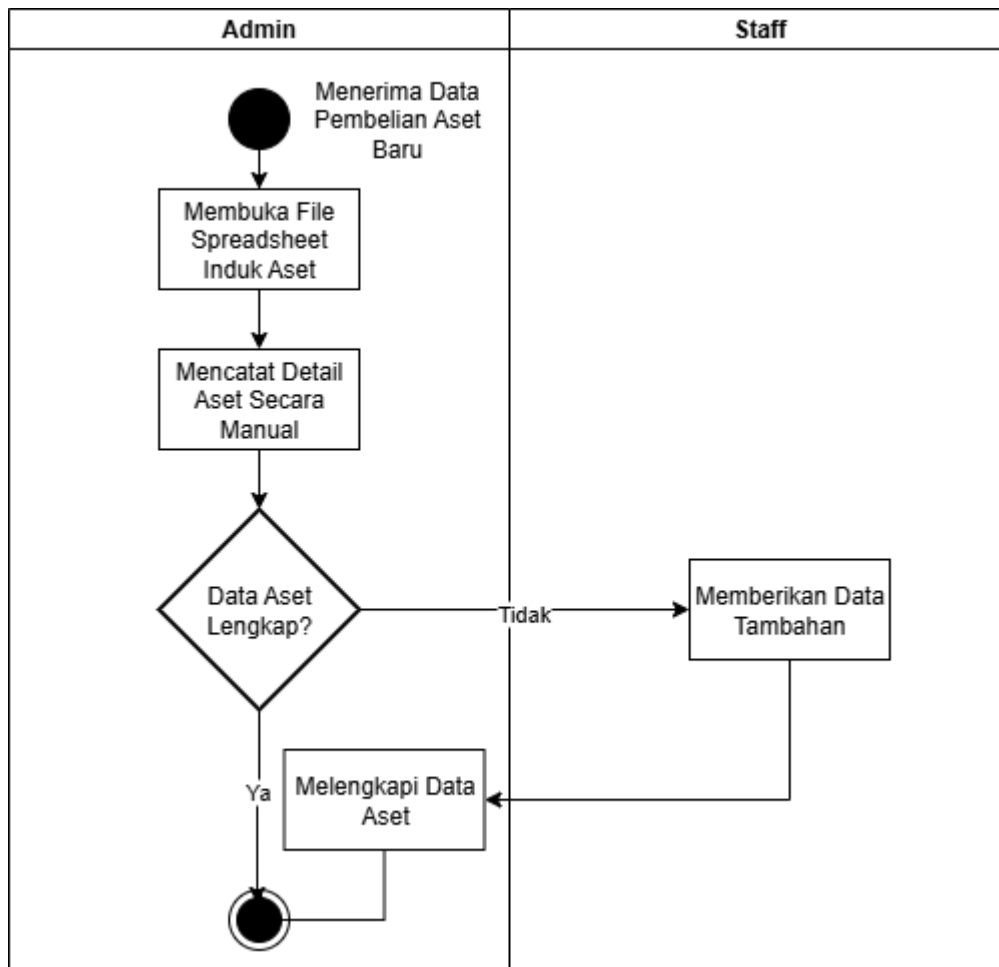 Admin
Staff
Menerima Data
Pembelian Aset
Baru
Membuka File
Spreadsheet
Induk Aset
Mencatat Detail
Aset Secara
Manual
Data Aset
Lengkap?
Tidak
Memberikan Data
Tambahan
Ya
Melengkapi Data
Aset